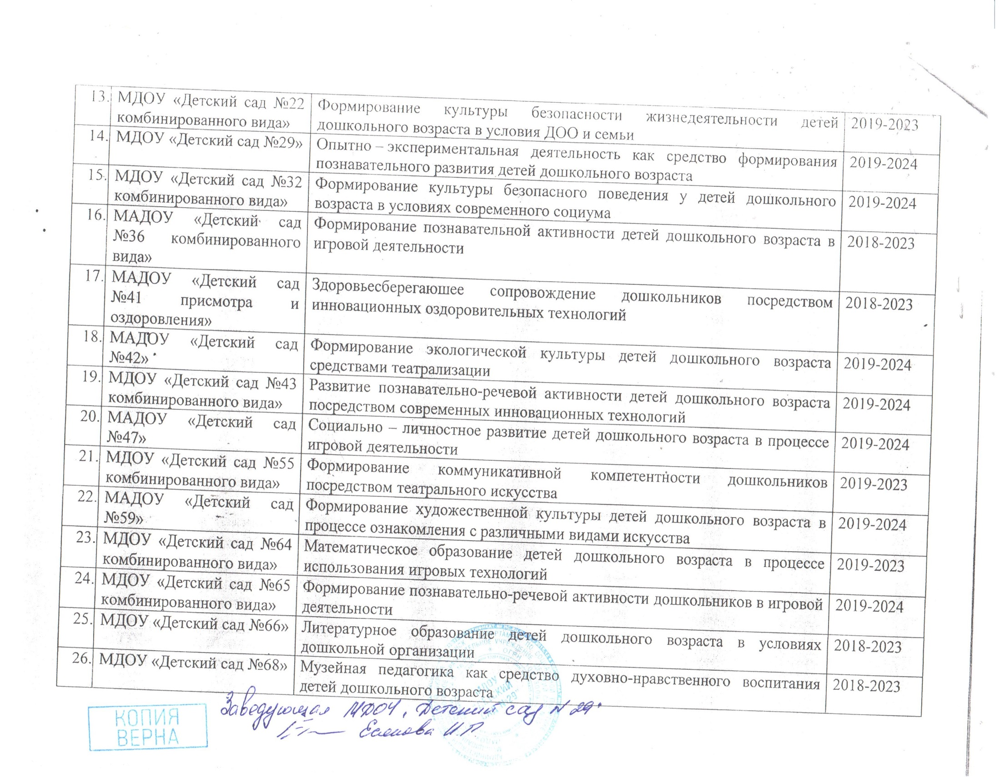 13. МДОУ «Детский сад №22 комбинированного вида» Формирование культуры безопасности жизнедеятельности детей 2019-2023
дошкольного возраста в условия ДОО и семьи
14. МДОУ «Детский сад №29» Опытно – экспериментальная деятельность как средство формирования 2019-2024
познавательного развития детей дошкольного возраста
15. МДОУ «Детский сад №32 комбинированного вида» Формирование культуры безопасного поведения у детей дошкольного 2019-2024
возраста в условиях современного социума
16. МАДОУ «Детский сад №36 комбинированного вида» Формирование познавательной активности детей дошкольного возраста в 2018-2023
игровой деятельности
17. МАДОУ «Детский сад №41 присмотра и оздоровления» Здоровьесберегаюшее сопровождение дошкольников посредством 2018-2023
инновационных оздоровительных технологий
18. МАДОУ «Детский сад №42» Формирование экологической культуры детей дошкольного возраста 2019-2024
средствами театрализации
19. МДОУ «Детский сад №43 комбинированного вида» Развитие познавательно-речевой активности детей дошкольного возраста 2019-2024
посредством современных инновационных технологий
20. МАДОУ «Детский сад №47» Социально – личностное развитие детей дошкольного возраста в процессе 2019-2024
игровой деятельности
21. МДОУ «Детский сад №55 комбинированного вида» Формирование коммуникативной компетентности дошкольников 2019-2023
посредством театрального искусства
22. МАДОУ «Детский сад №59» Формирование художественной культуры детей дошкольного возраста в 2019-2024
процессе ознакомления с различными видами искусства
23. МДОУ «Детский сад №64 комбинированного вида» Математическое образование детей дошкольного возраста в процессе 2019-2023
использования игровых технологий
24. МДОУ «Детский сад №65 комбинированного вида» Формирование познавательно-речевой активности дошкольников в игровой 2019-2024
деятельности
25. МДОУ «Детский сад №66» Литературное образование детей дошкольного возраста в условиях 2018-2023
дошкольной организации
26. МДОУ «Детский сад №68» Музейная педагогика как средство духовно-нравственного воспитания 2018-2023
детей дошкольного возраста
Заведующая МДОУ "Детский сад N 29"
И.П.
КОПИЯ
ВЕРНА